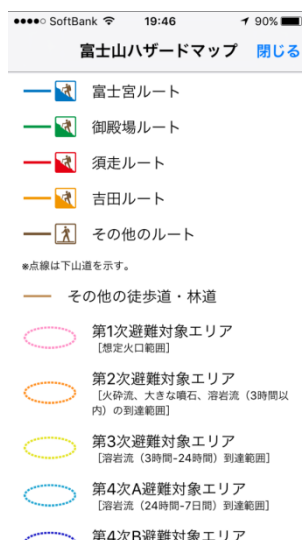 SoftBank 19:46 90%
富士山ハザードマップ 閉じる
富士宮ルート
御殿場ルート
須走ルート
吉田ルート
その他のルート
※点線は下山道を示す。
その他の徒歩道・林道
第1次避難対象エリア
［想定火口範囲］
第2次避難対象エリア
［火砕流、大きな噴石、溶岩流（3時間以
内）の到達範囲］
第3次避難対象エリア
［溶岩流（3時間-24時間）到達範囲］
第4次A避難対象エリア
［溶岩流（24時間-7日間）到達範囲］
第4次B避難対象エリア